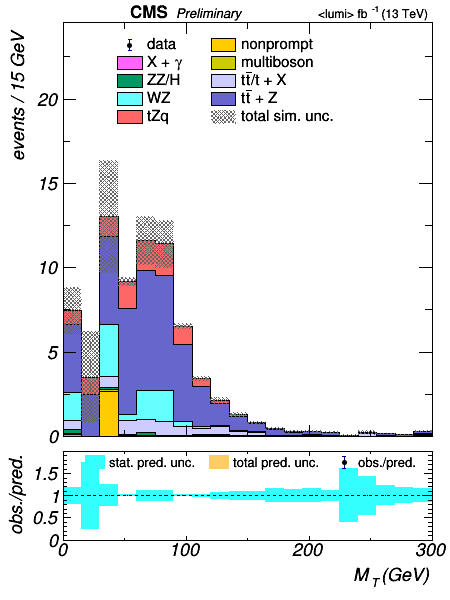 CMS Preliminary <lumi> fb⁻¹ (13 TeV)
events / 15 GeV
data nonprompt
X + γ multiboson
ZZ/H tt̄/t + X
WZ tt̄ + Z
tZq total sim. unc.
20
15
10
5
0
obs./pred.
stat. pred. unc. total pred. unc. obs./pred.
1.5
1
0.5
0
0 100 200 300
M_T (GeV)